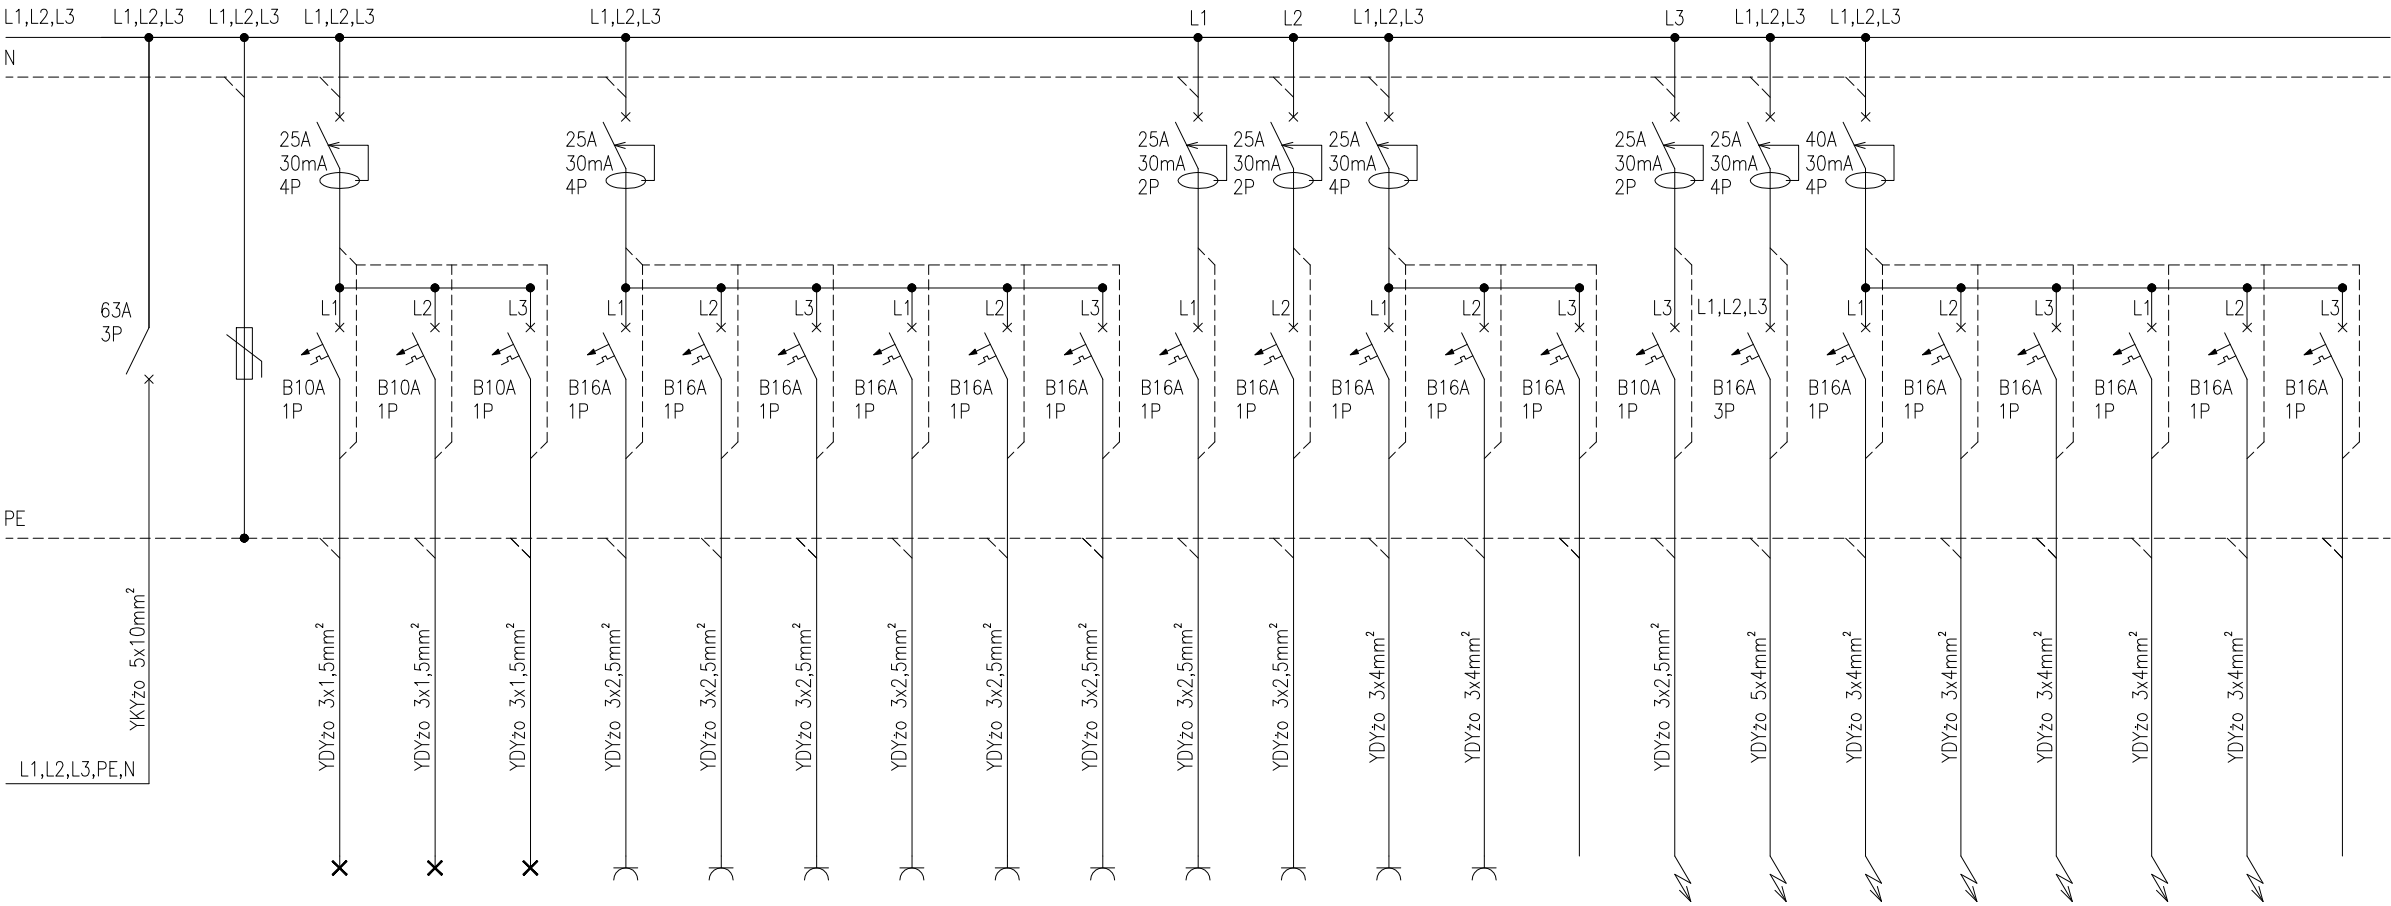 L1,L2,L3 L1,L2,L3 L1,L2,L3 L1,L2,L3 L1,L2,L3 L1 L2 L1,L2,L3 L3 L1,L2,L3 L1,L2,L3
N
25A 25A 25A 25A 25A 25A 25A 40A
30mA 30mA 30mA 30mA 30mA 30mA 30mA 30mA
4P 4P 2P 2P 4P 2P 4P 4P
L1 L2 L3 L1 L2 L3 L1 L2 L3 L1 L2 L1 L2 L3 L3 L1,L2,L3 L1 L2 L3 L1 L2 L3
63A
3P
B10A B10A B10A B16A B16A B16A B16A B16A B16A B16A B16A B16A B16A B16A B10A B16A B16A B16A B16A B16A B16A B16A
1P 1P 1P 1P 1P 1P 1P 1P 1P 1P 1P 1P 1P 1P 1P 3P 1P 1P 1P 1P 1P 1P
PE
YKYżo 5x10mm²
YDYżo 3x1,5mm²
YDYżo 3x1,5mm²
YDYżo 3x1,5mm²
YDYżo 3x2,5mm²
YDYżo 3x2,5mm²
YDYżo 3x2,5mm²
YDYżo 3x2,5mm²
YDYżo 3x2,5mm²
YDYżo 3x2,5mm²
YDYżo 3x2,5mm²
YDYżo 3x2,5mm²
YDYżo 3x4mm²
YDYżo 3x4mm²
YDYżo 3x2,5mm²
YDYżo 5x4mm²
YDYżo 3x4mm²
YDYżo 3x4mm²
YDYżo 3x4mm²
YDYżo 3x4mm²
YDYżo 3x4mm²
L1,L2,L3,PE,N